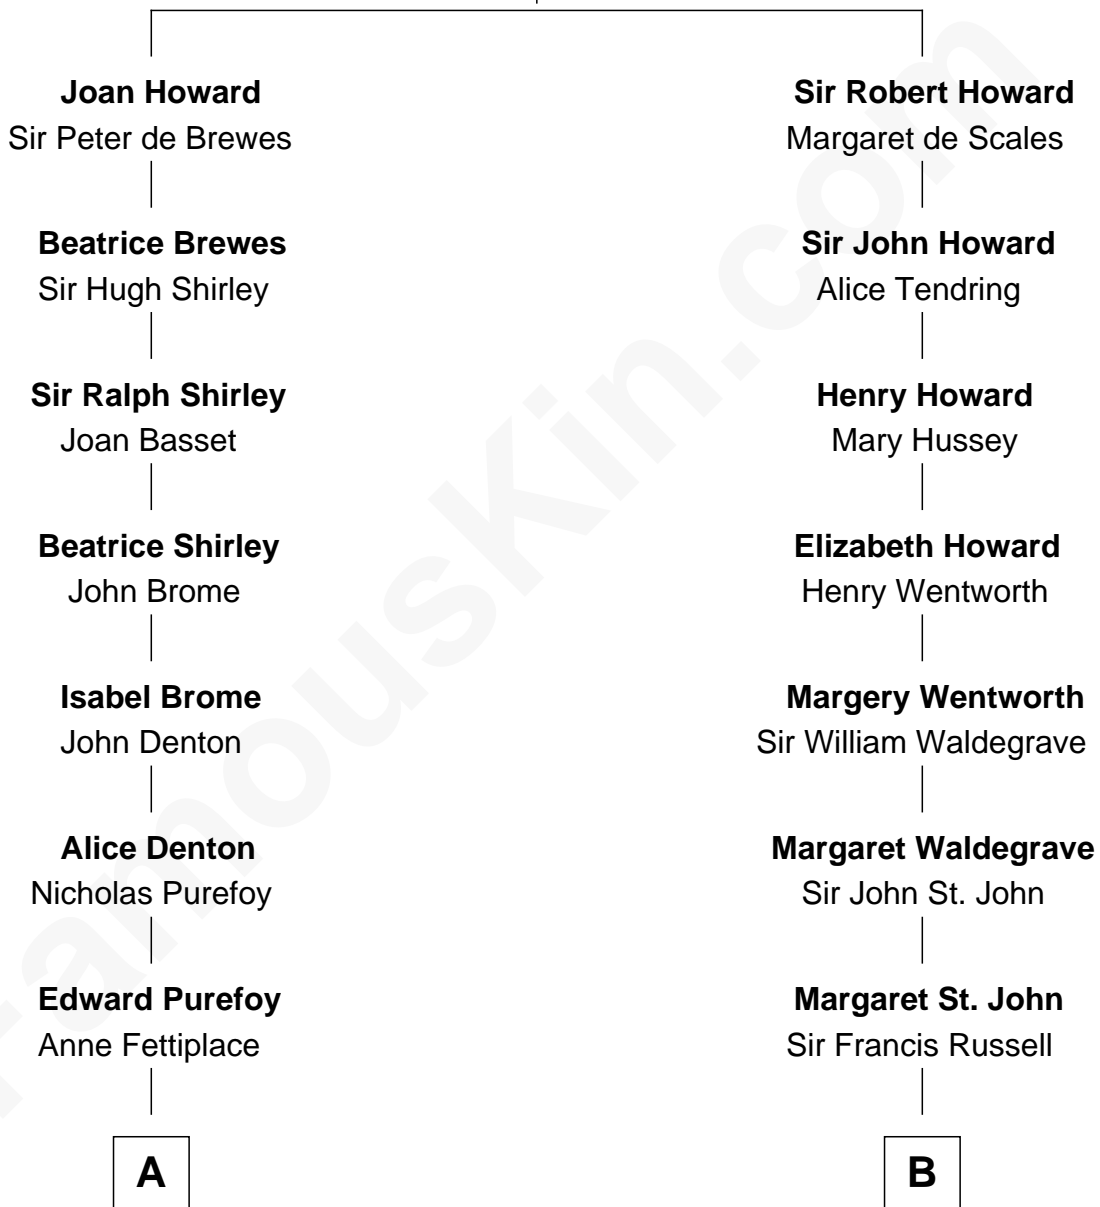 Joan Howard
Sir Peter de Brewes
Beatrice Brewes
Sir Hugh Shirley
Sir Ralph Shirley
Joan Basset
Beatrice Shirley
John Brome
Isabel Brome
John Denton
Alice Denton
Nicholas Purefoy
Edward Purefoy
Anne Fettiplace
A
Sir Robert Howard
Margaret de Scales
Sir John Howard
Alice Tendring
Henry Howard
Mary Hussey
Elizabeth Howard
Henry Wentworth
Margery Wentworth
Sir William Waldegrave
Margaret Waldegrave
Sir John St. John
Margaret St. John
Sir Francis Russell
B
FamousKin.com